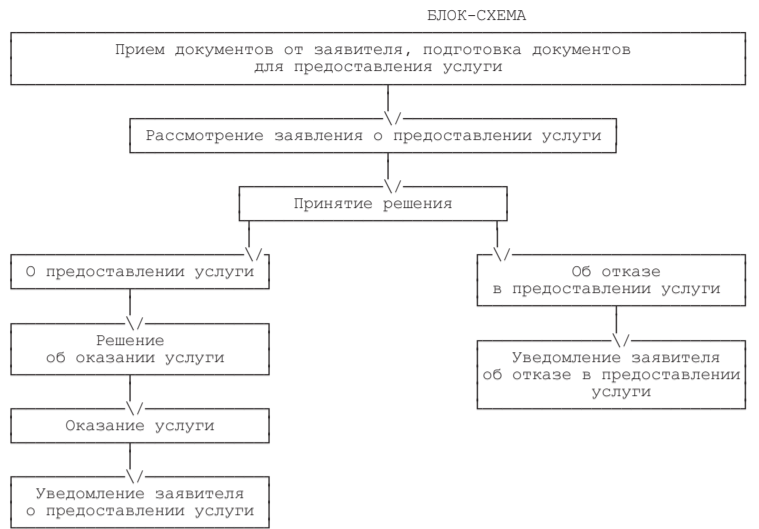 БЛОК-СХЕМА
Прием документов от заявителя, подготовка документов
для предоставления услуги
Рассмотрение заявления о предоставлении услуги
Принятие решения
О предоставлении услуги
Об отказе
в предоставлении услуги
Решение
об оказании услуги
Уведомление заявителя
об отказе в предоставлении
услуги
Оказание услуги
Уведомление заявителя
о предоставлении услуги